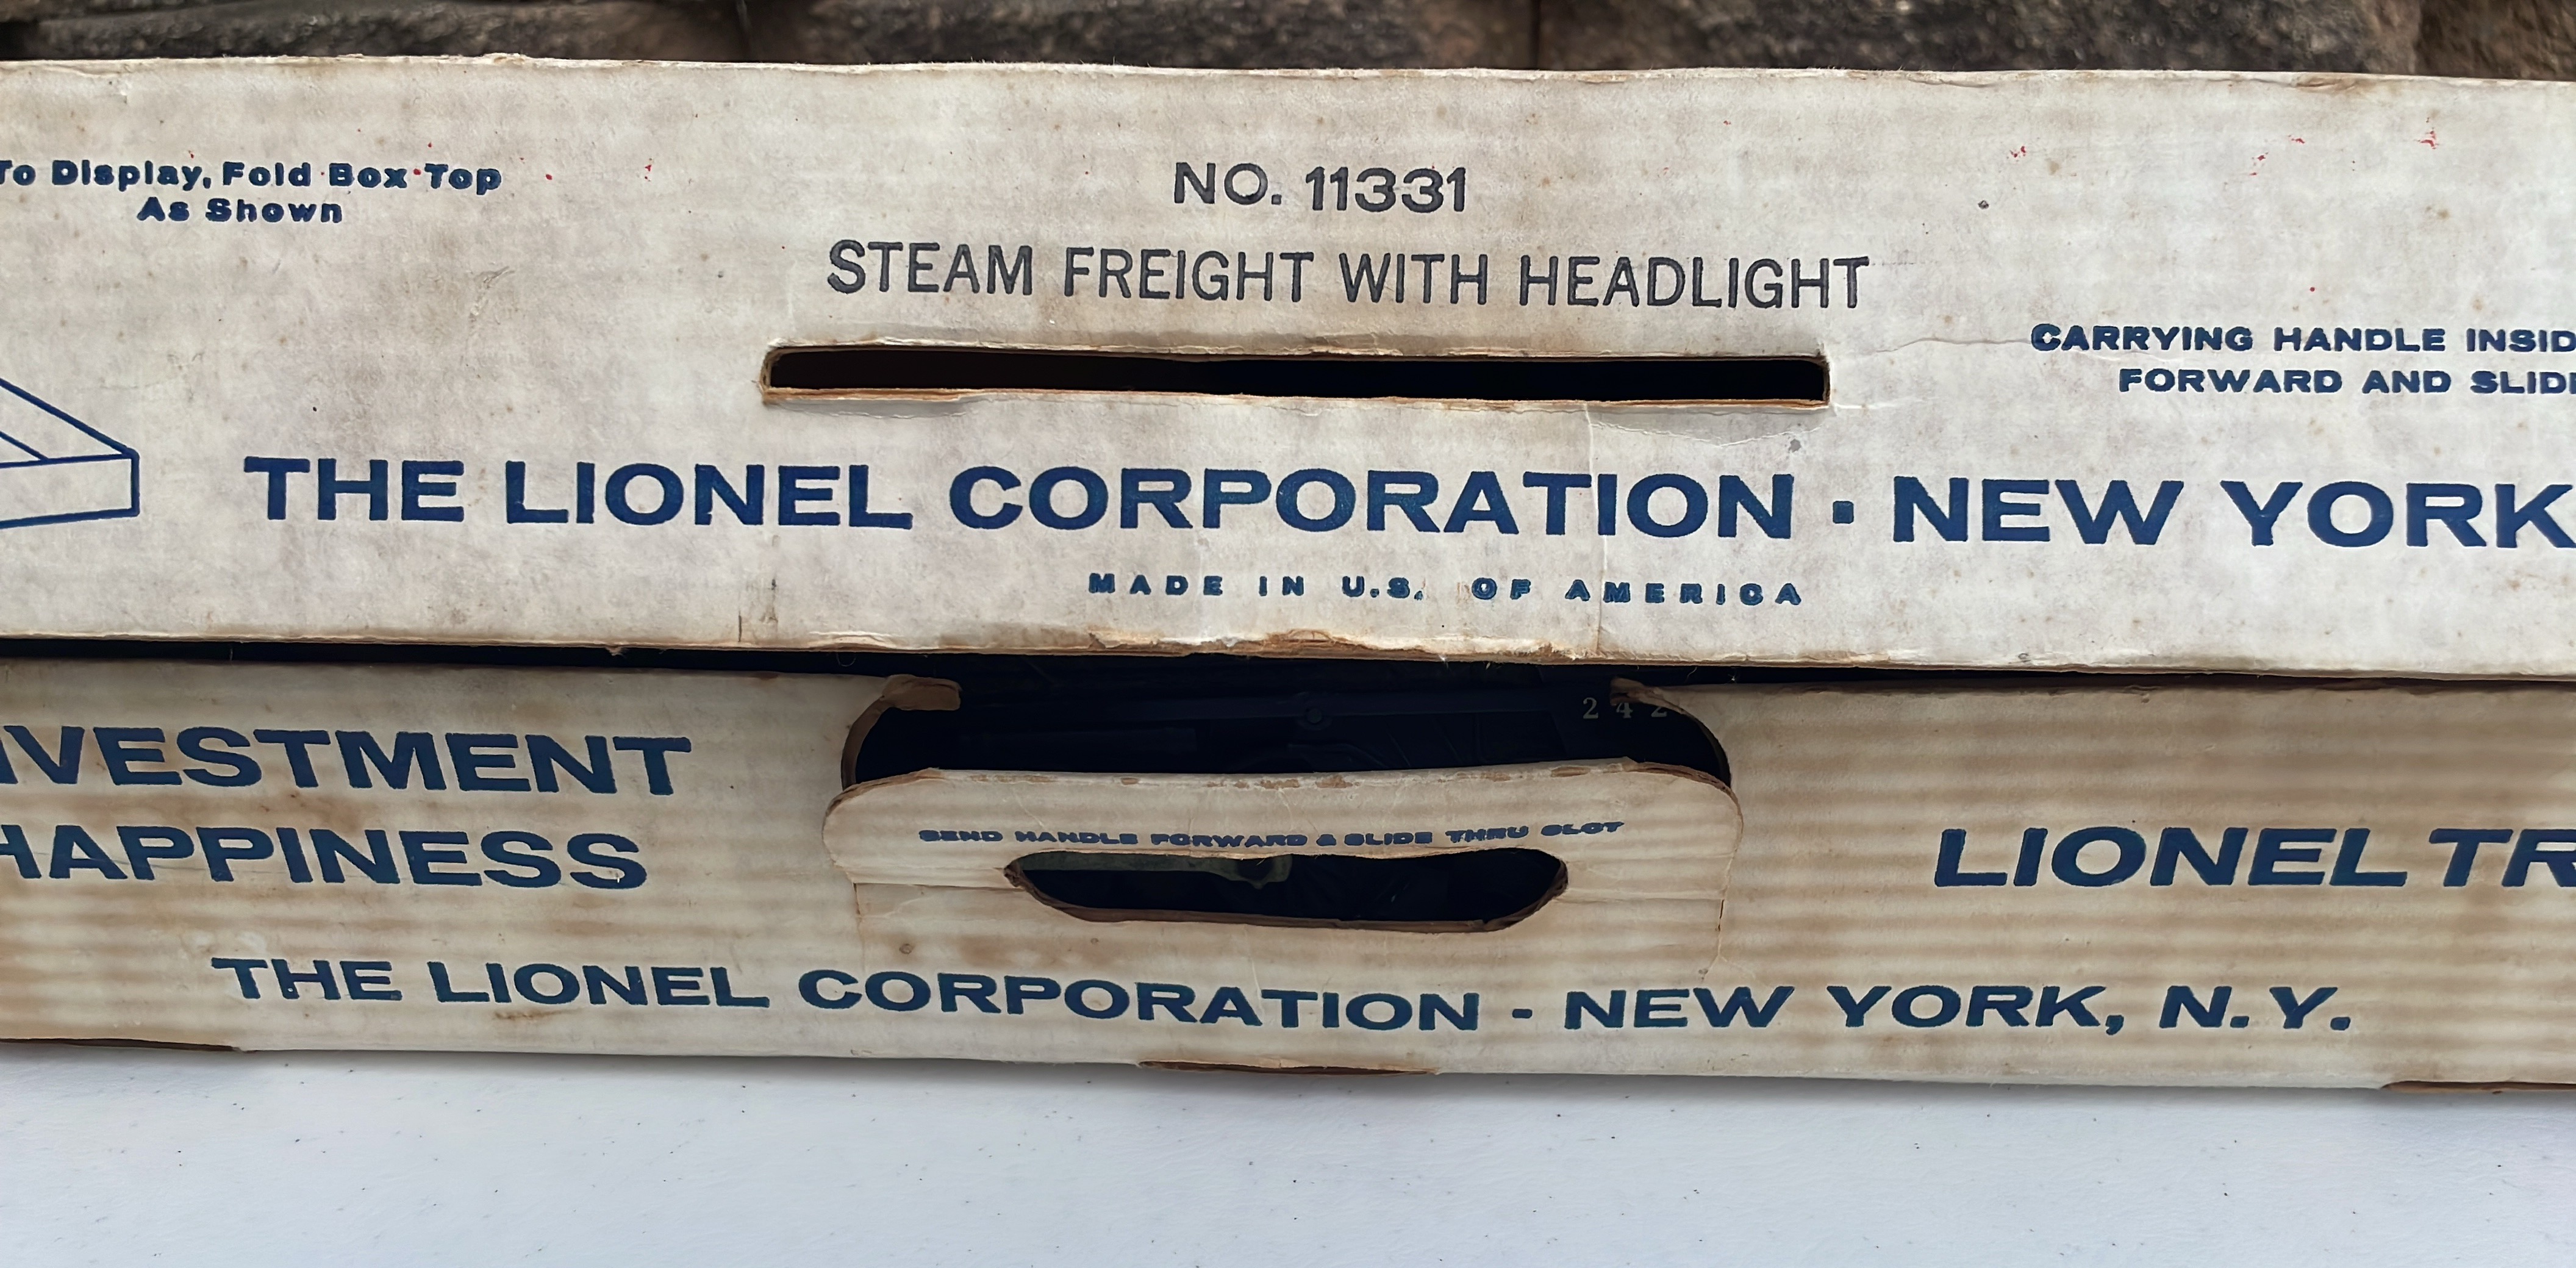 To Display, Fold Box Top
As Shown
NO. 11331
STEAM FREIGHT WITH HEADLIGHT
CARRYING HANDLE INSID
FORWARD AND SLID
THE LIONEL CORPORATION · NEW YORK
MADE IN U.S. OF AMERICA
242
VESTMENT
HAPPINESS
SEND HANDLE FORWARD & SLIDE THRU SLOT
LIONEL TR
THE LIONEL CORPORATION - NEW YORK, N.Y.